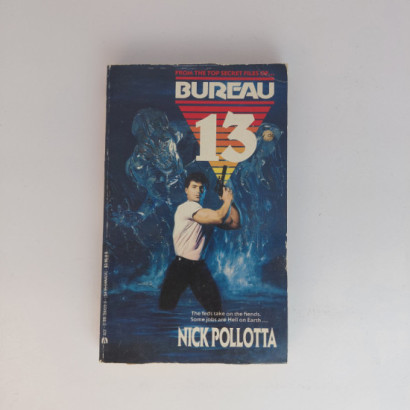 FROM THE TOP SECRET FILES OF...
BUREAU
13
The feds take on the fiends.
Some jobs are Hell on Earth....
NICK POLLOTTA